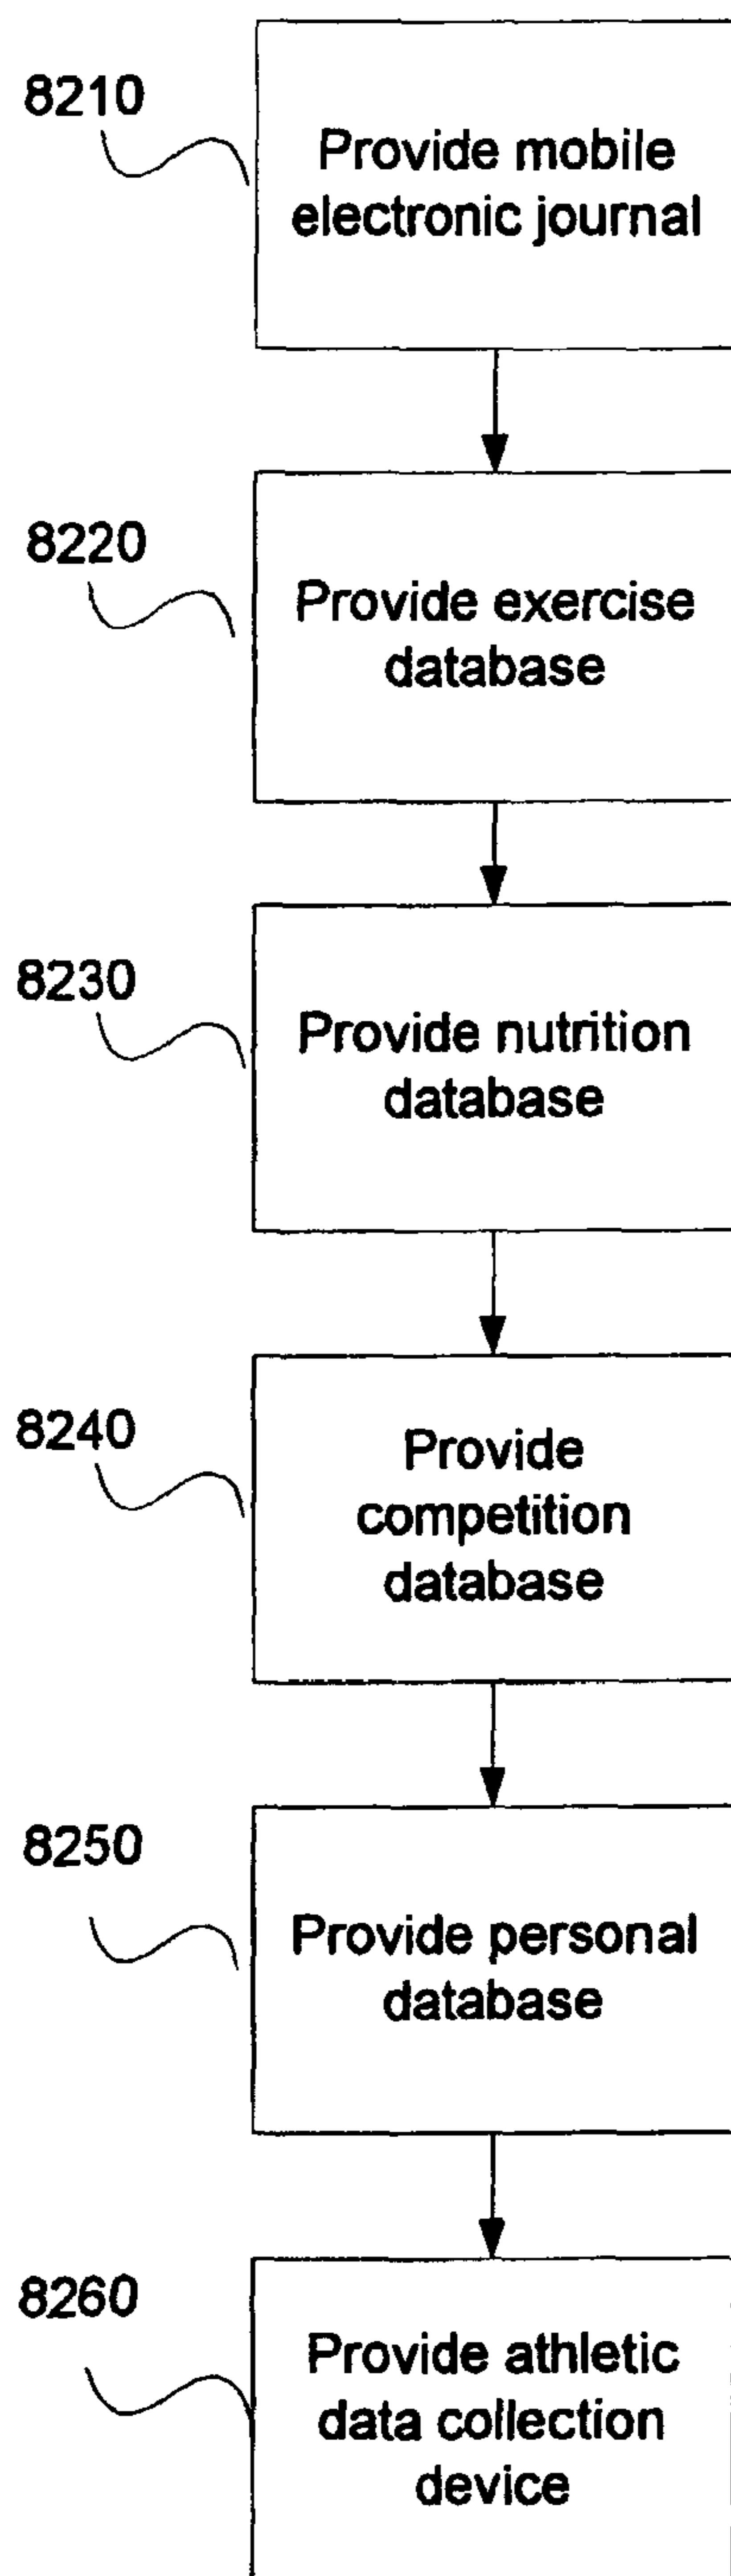 8210
Provide mobile
electronic journal
8220
Provide exercise
database
8230
Provide nutrition
database
8240
Provide
competition
database
8250
Provide personal
database
8260
Provide athletic
data collection
device